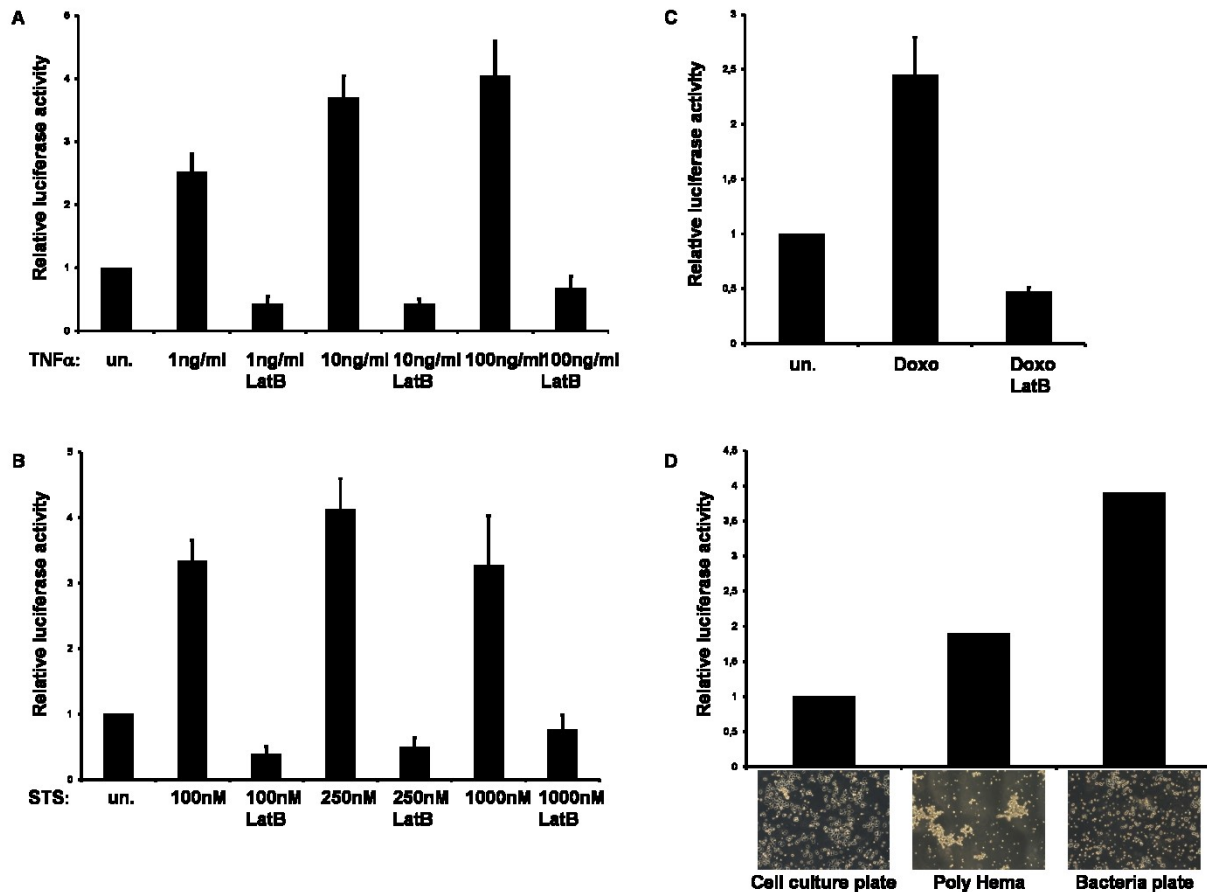 A
Relative luciferase activity
6
5
4
3
2
1
0
TNFα: un. 1ng/ml 1ng/ml 10ng/ml 10ng/ml 100ng/ml 100ng/ml
LatB LatB LatB
C
Relative luciferase activity
3
2,5
2
1,5
1
0,5
0
un. Doxo Doxo
LatB
B
Relative luciferase activity
5
4
3
2
1
0
STS: un. 100nM 100nM 250nM 250nM 1000nM 1000nM
LatB LatB LatB
D
Relative luciferase activity
4,5
4
3,5
3
2,5
2
1,5
1
0,5
0
Cell culture plate Poly Hema Bacteria plate